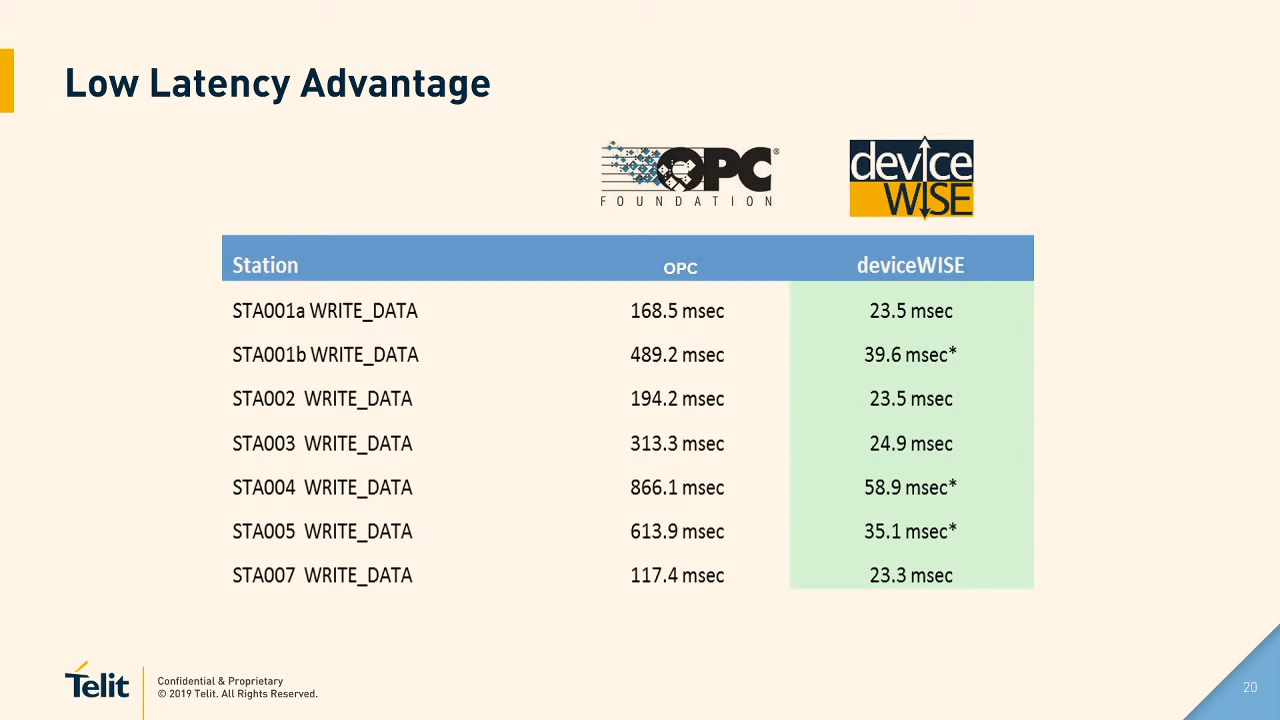 Low Latency Advantage
OPC®
FOUNDATION
device
WISE
Station OPC deviceWISE
STA001a WRITE_DATA 168.5 msec 23.5 msec
STA001b WRITE_DATA 489.2 msec 39.6 msec*
STA002 WRITE_DATA 194.2 msec 23.5 msec
STA003 WRITE_DATA 313.3 msec 24.9 msec
STA004 WRITE_DATA 866.1 msec 58.9 msec*
STA005 WRITE_DATA 613.9 msec 35.1 msec*
STA007 WRITE_DATA 117.4 msec 23.3 msec
Telit
Confidential & Proprietary
© 2019 Telit. All Rights Reserved.
20